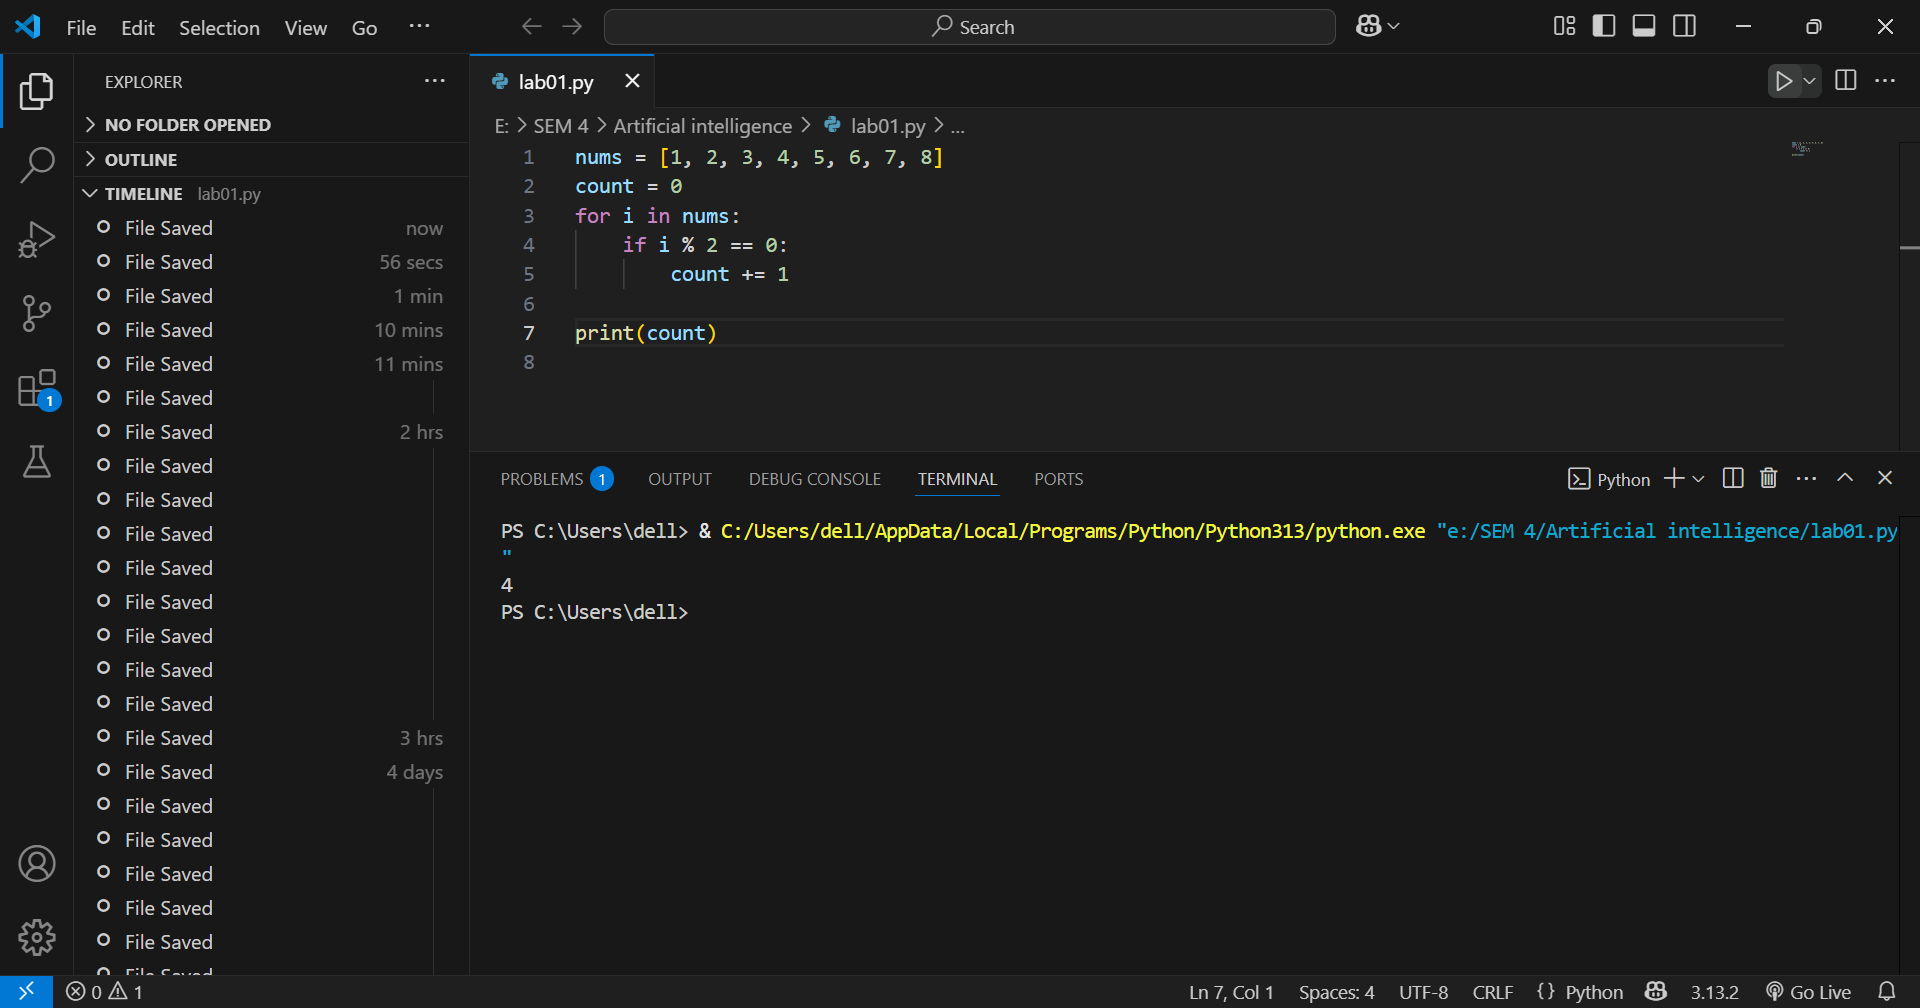 File Edit Selection View Go ··· Search
EXPLORER ···
NO FOLDER OPENED
OUTLINE
TIMELINE lab01.py
File Saved now
File Saved 56 secs
File Saved 1 min
File Saved 10 mins
File Saved 11 mins
File Saved
File Saved 2 hrs
File Saved
File Saved
File Saved
File Saved
File Saved
File Saved
File Saved
File Saved
File Saved 3 hrs
File Saved 4 days
File Saved
File Saved
File Saved
File Saved
File Saved
File Saved
1
lab01.py
E: > SEM 4 > Artificial intelligence > lab01.py > ...
1 nums = [1, 2, 3, 4, 5, 6, 7, 8]
2 count = 0
3 for i in nums:
4     if i % 2 == 0:
5         count += 1
6
7 print(count)
8
PROBLEMS 1 OUTPUT DEBUG CONSOLE TERMINAL PORTS Python
PS C:\Users\dell> & C:/Users/dell/AppData/Local/Programs/Python/Python313/python.exe "e:/SEM 4/Artificial intelligence/lab01.py
"
4
PS C:\Users\dell>
0 1 Ln 7, Col 1 Spaces: 4 UTF-8 CRLF {} Python 3.13.2 Go Live